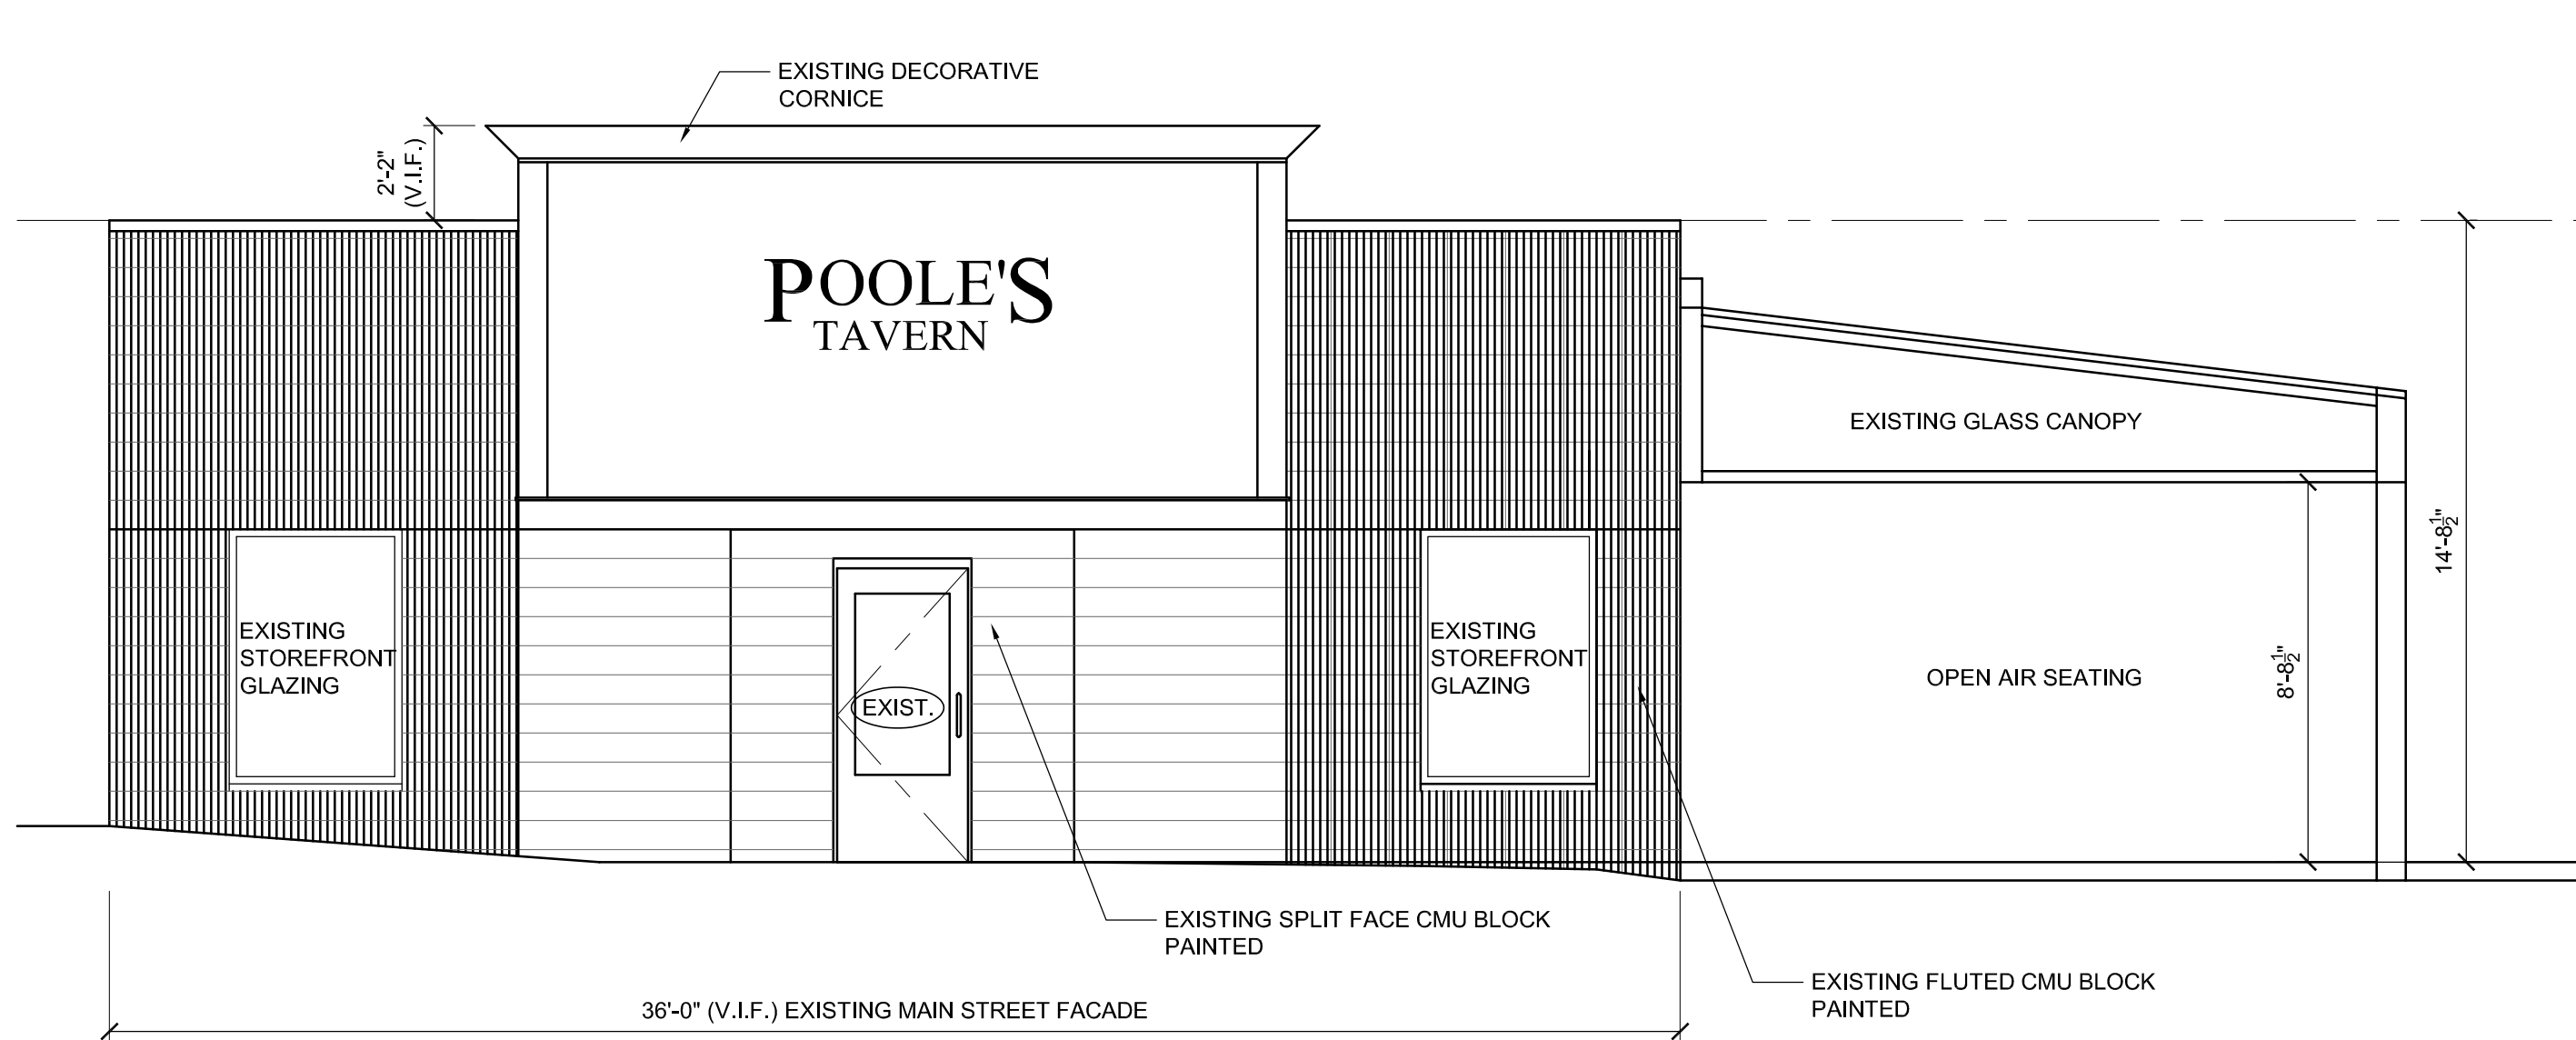 EXISTING DECORATIVE
CORNICE
2'-2"
(V.I.F.)
POOLE'S
TAVERN
EXISTING GLASS CANOPY
14'-8½"
EXISTING
STOREFRONT
GLAZING
EXIST.
EXISTING
STOREFRONT
GLAZING
OPEN AIR SEATING
8'-8½"
EXISTING SPLIT FACE CMU BLOCK
PAINTED
EXISTING FLUTED CMU BLOCK
PAINTED
36'-0" (V.I.F.) EXISTING MAIN STREET FACADE